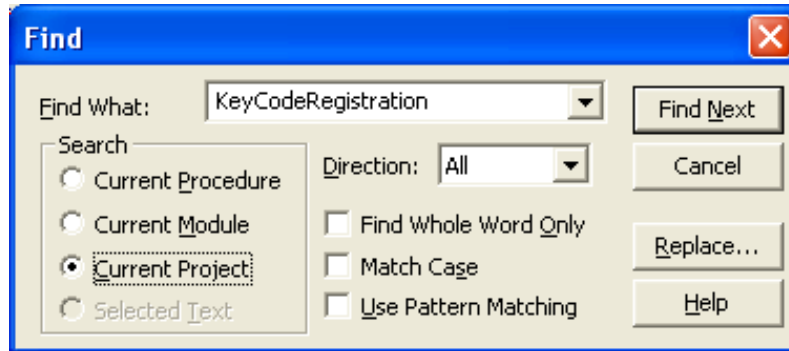 Find
Find What: KeyCodeRegistration Find Next
Search
Current Procedure Direction: All Cancel
Current Module Find Whole Word Only
Current Project Match Case Replace...
Selected Text Use Pattern Matching Help